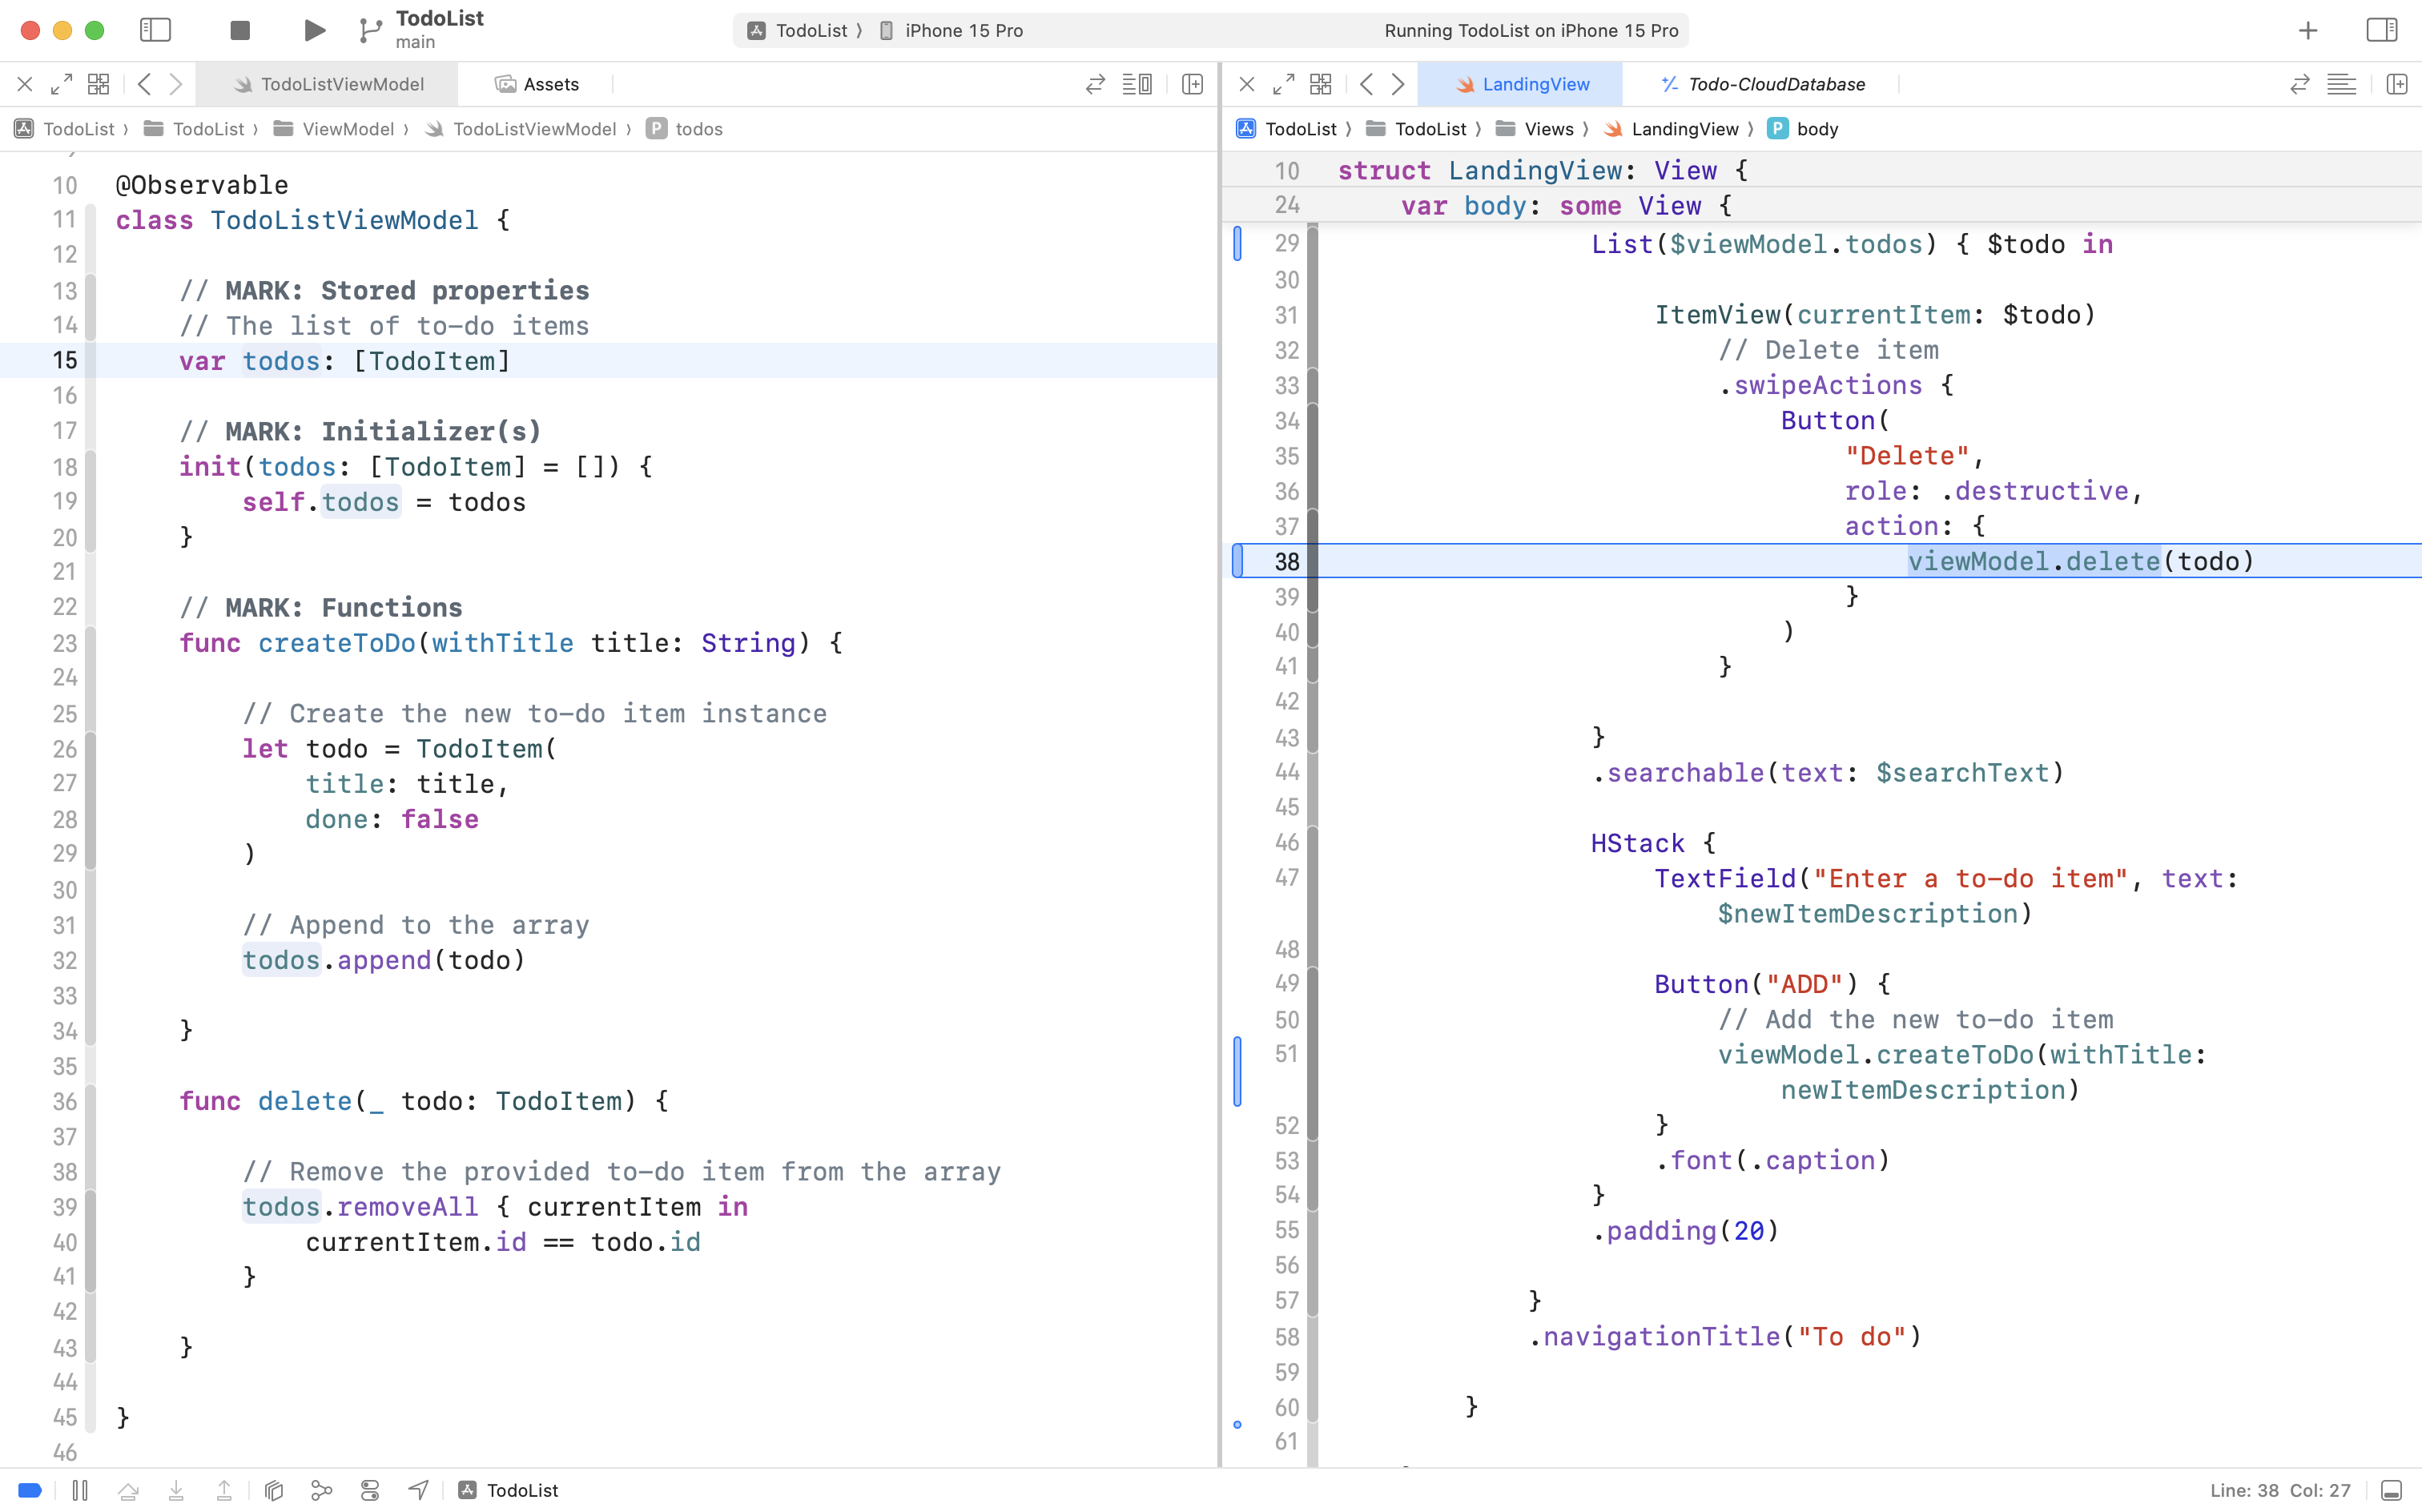 TodoList
main
TodoList 〉 iPhone 15 Pro
Running TodoList on iPhone 15 Pro
TodoListViewModel
Assets
TodoList 〉 TodoList 〉 ViewModel 〉 TodoListViewModel 〉 P todos
10 @Observable
11 class TodoListViewModel {
12
13     // MARK: Stored properties
14     // The list of to-do items
15     var todos: [TodoItem]
16
17     // MARK: Initializer(s)
18     init(todos: [TodoItem] = []) {
19         self.todos = todos
20     }
21
22     // MARK: Functions
23     func createToDo(withTitle title: String) {
24
25         // Create the new to-do item instance
26         let todo = TodoItem(
27             title: title,
28             done: false
29         )
30
31         // Append to the array
32         todos.append(todo)
33
34     }
35
36     func delete(_ todo: TodoItem) {
37
38         // Remove the provided to-do item from the array
39         todos.removeAll { currentItem in
40             currentItem.id == todo.id
41         }
42
43     }
44
45 }
46
LandingView
Todo-CloudDatabase
TodoList 〉 TodoList 〉 Views 〉 LandingView 〉 P body
10 struct LandingView: View {
24     var body: some View {
29                 List($viewModel.todos) { $todo in
30
31                     ItemView(currentItem: $todo)
32                         // Delete item
33                         .swipeActions {
34                             Button(
35                                 "Delete",
36                                 role: .destructive,
37                                 action: {
38                                     viewModel.delete(todo)
39                                 }
40                             )
41                         }
42
43                 }
44                 .searchable(text: $searchText)
45
46                 HStack {
47                     TextField("Enter a to-do item", text:
                        $newItemDescription)
48
49                     Button("ADD") {
50                         // Add the new to-do item
51                         viewModel.createToDo(withTitle:
                            newItemDescription)
52                     }
53                     .font(.caption)
54                 }
55                 .padding(20)
56
57             }
58             .navigationTitle("To do")
59
60         }
61
TodoList
Line: 38 Col: 27